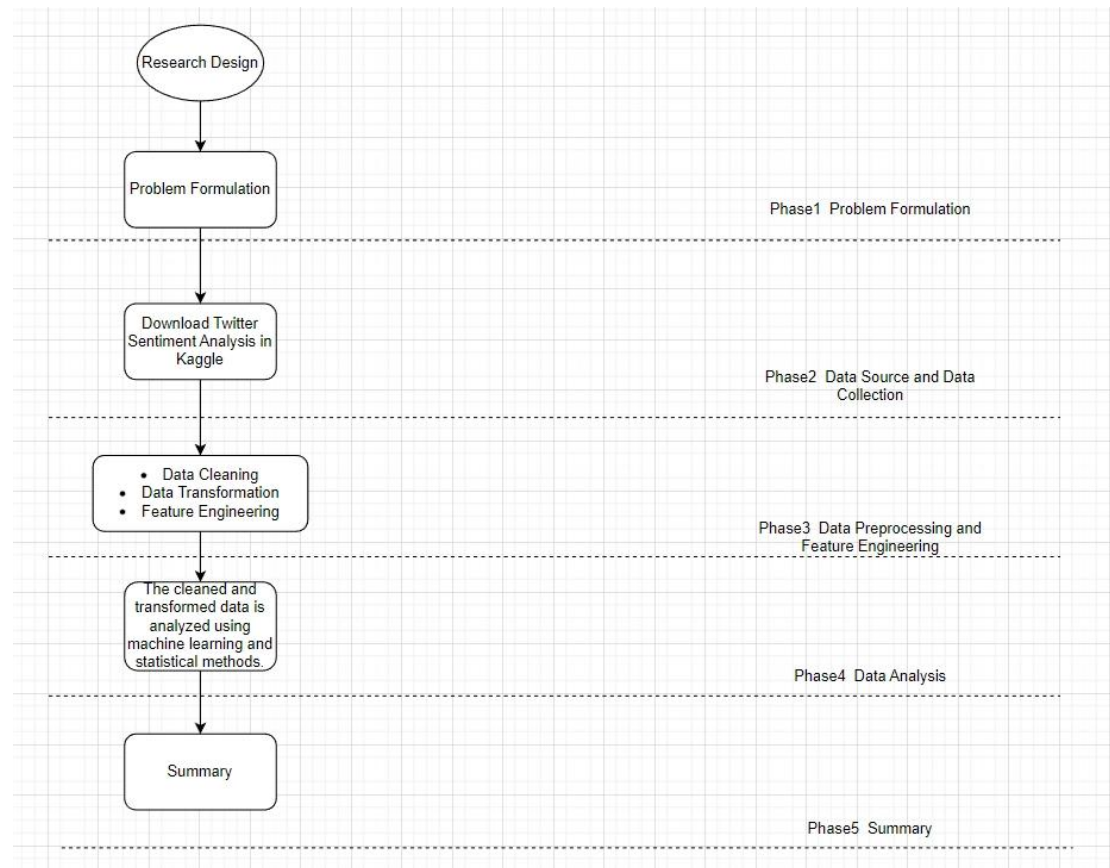 Research Design
Problem Formulation
Phase1 Problem Formulation
Download Twitter
Sentiment Analysis in
Kaggle
Phase2 Data Source and Data
Collection
• Data Cleaning
• Data Transformation
• Feature Engineering
Phase3 Data Preprocessing and
Feature Engineering
The cleaned and
transformed data is
analyzed using
machine learning and
statistical methods.
Phase4 Data Analysis
Summary
Phase5 Summary